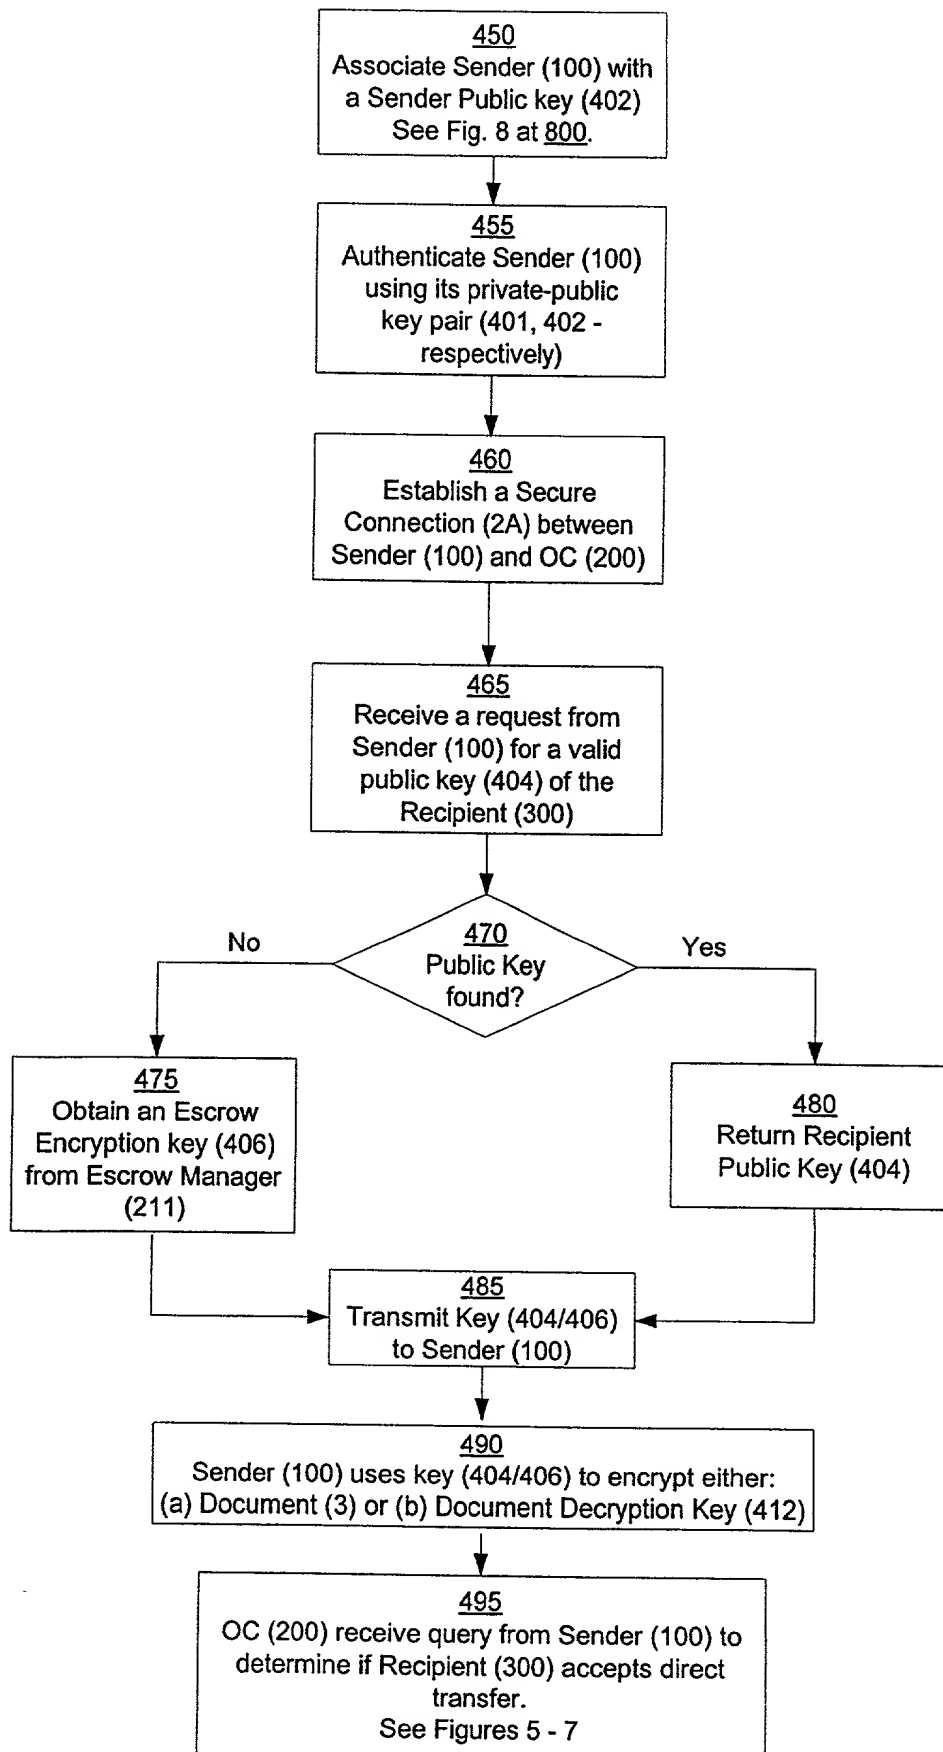 450
Associate Sender (100) with
a Sender Public key (402)
See Fig. 8 at 800.
455
Authenticate Sender (100)
using its private-public
key pair (401, 402 -
respectively)
460
Establish a Secure
Connection (2A) between
Sender (100) and OC (200)
465
Receive a request from
Sender (100) for a valid
public key (404) of the
Recipient (300)
470
Public Key
found?
No
Yes
475
Obtain an Escrow
Encryption key (406)
from Escrow Manager
(211)
480
Return Recipient
Public Key (404)
485
Transmit Key (404/406)
to Sender (100)
490
Sender (100) uses key (404/406) to encrypt either:
(a) Document (3) or (b) Document Decryption Key (412)
495
OC (200) receive query from Sender (100) to
determine if Recipient (300) accepts direct
transfer.
See Figures 5 - 7